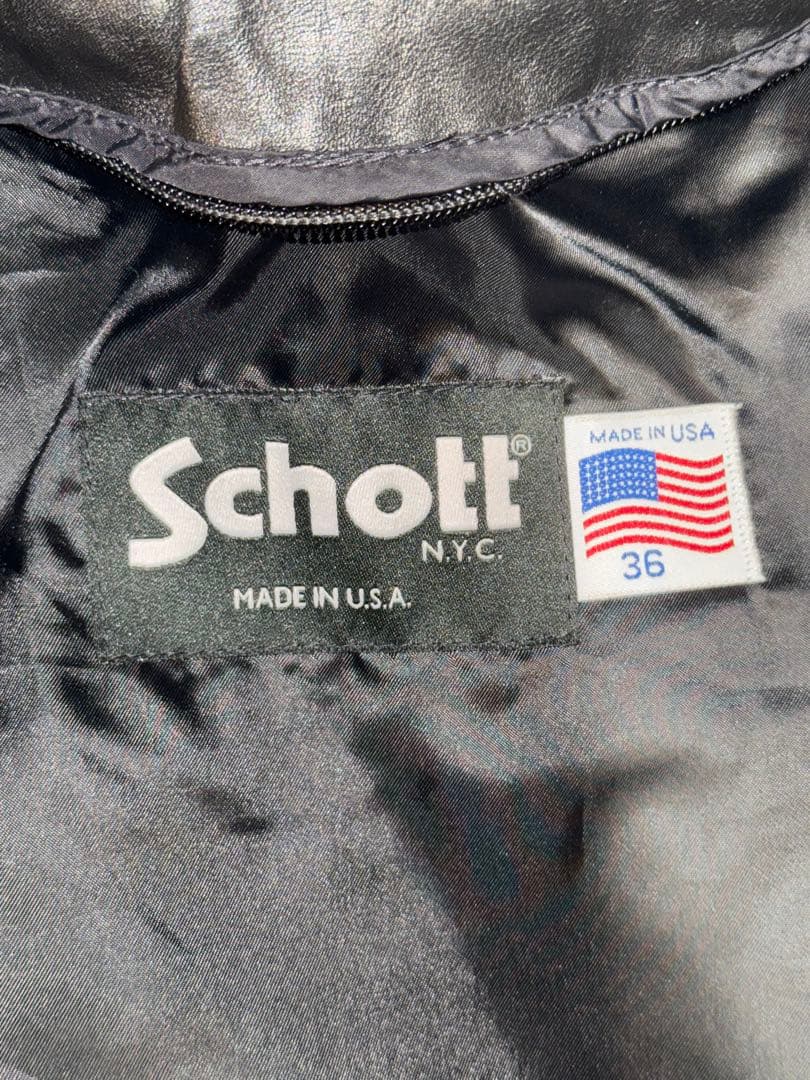 Schott®
N.Y.C.
MADE IN U.S.A.
MADE IN USA
36